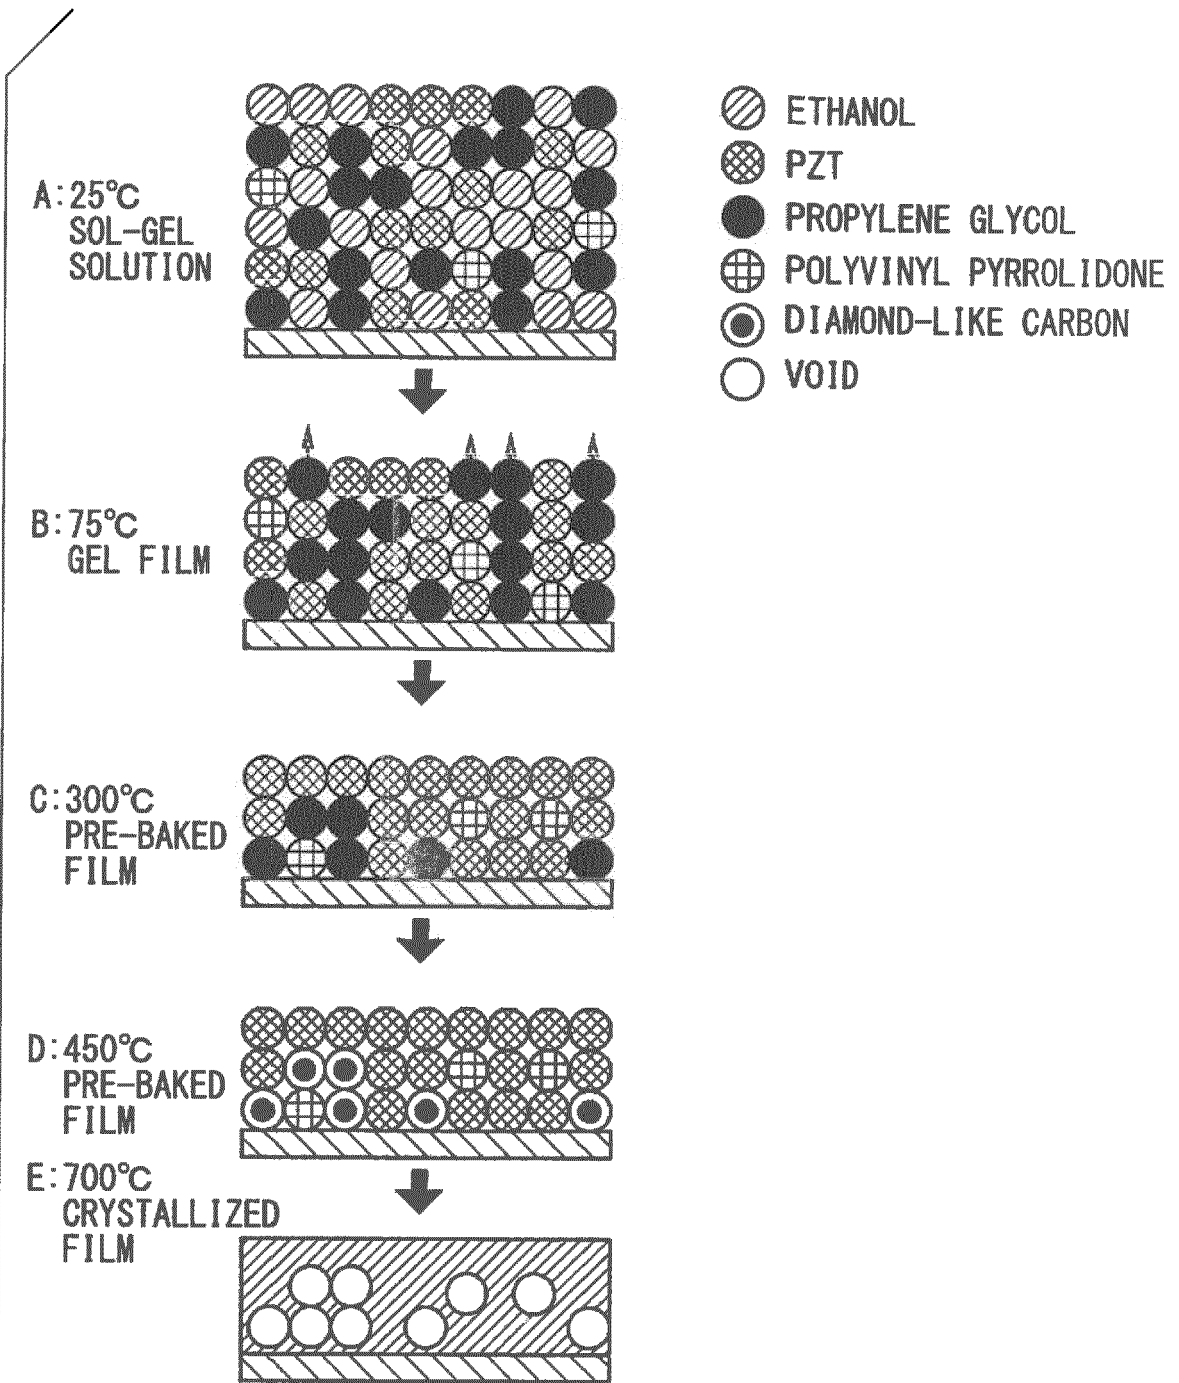 ETHANOL
PZT
PROPYLENE GLYCOL
POLYVINYL PYRROLIDONE
DIAMOND-LIKE CARBON
VOID
A:25℃
SOL-GEL
SOLUTION
B:75℃
GEL FILM
C:300℃
PRE-BAKED
FILM
D:450℃
PRE-BAKED
FILM
E:700℃
CRYSTALLIZED
FILM